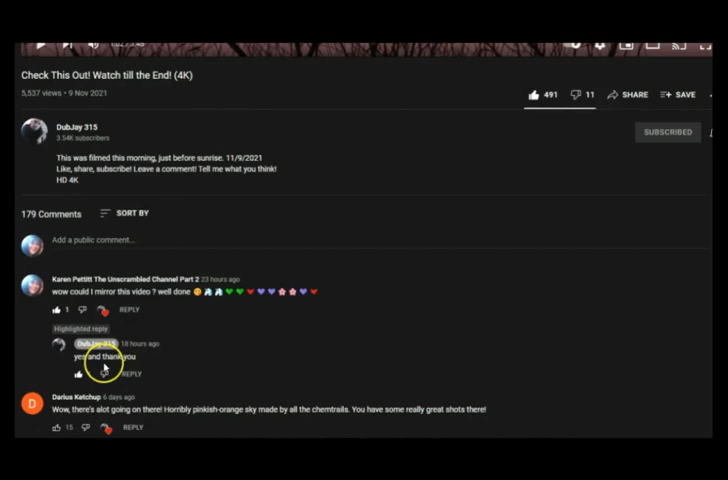 Check This Out! Watch till the End! (4K)
5,537 views • 9 Nov 2021
491 11 SHARE SAVE
DubJay 315
3.54K subscribers
SUBSCRIBED
This was filmed this morning, just before sunrise. 11/9/2021
Like, share, subscribe! Leave a comment! Tell me what you think!
HD 4K
179 Comments SORT BY
Add a public comment...
Karen Pettitt The Unscrambled Channel Part 2 23 hours ago
wow could I mirror this video ? well done
1 REPLY
Highlighted reply
DubJay 315 18 hours ago
yes and thank you
REPLY
D
Darius Ketchup 6 days ago
Wow, there's alot going on there! Horribly pinkish-orange sky made by all the chemtrails. You have some really great shots there!
15 REPLY